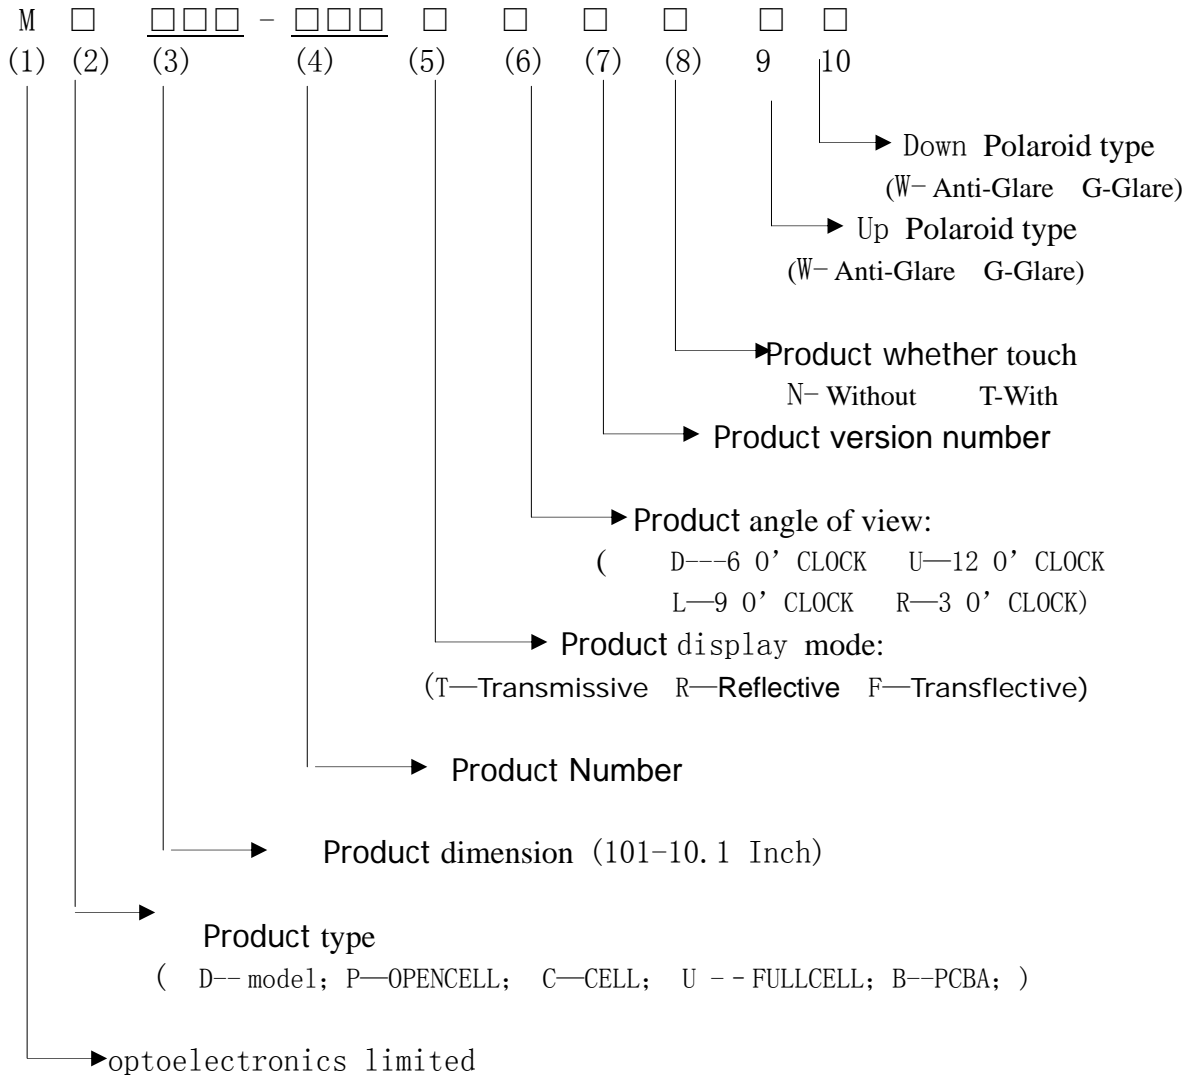 M □ □□□ - □□□ □ □ □ □ □ □
(1) (2) (3) (4) (5) (6) (7) (8) 9 10
Down Polaroid type
(W- Anti-Glare G-Glare)
Up Polaroid type
(W- Anti-Glare G-Glare)
Product whether touch
N- Without T-With
Product version number
Product angle of view:
( D---6 O’ CLOCK U—12 O’ CLOCK
L—9 O’ CLOCK R—3 O’ CLOCK)
Product display mode:
(T—Transmissive R—Reflective F—Transflective)
Product Number
Product dimension (101-10.1 Inch)
Product type
( D--model; P—OPENCELL; C—CELL; U --FULLCELL; B--PCBA; )
optoelectronics limited